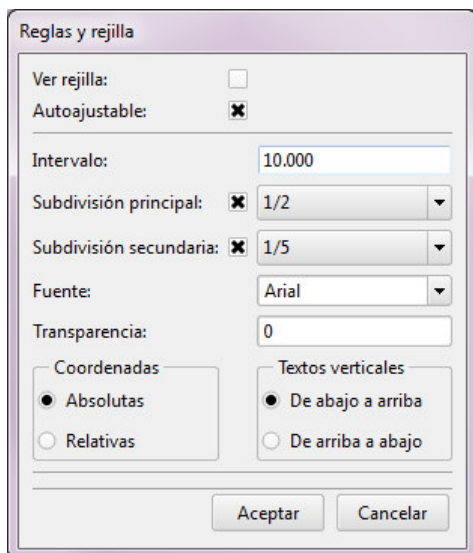 Reglas y rejilla
Ver rejilla:
Autoajustable:
Intervalo: 10.000
Subdivisión principal: 1/2
Subdivisión secundaria: 1/5
Fuente: Arial
Transparencia: 0
Coordenadas
Absolutas
Relativas
Textos verticales
De abajo a arriba
De arriba a abajo
Aceptar Cancelar